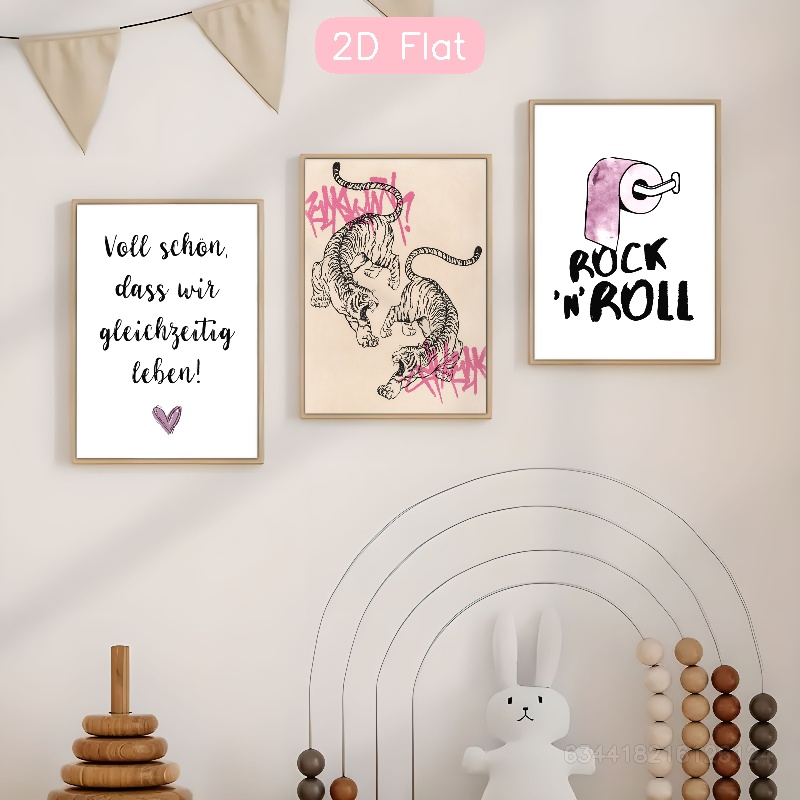 2D Flat
Voll schön,
dass wir
gleichzeitig
leben!
ROCK
'N' ROLL